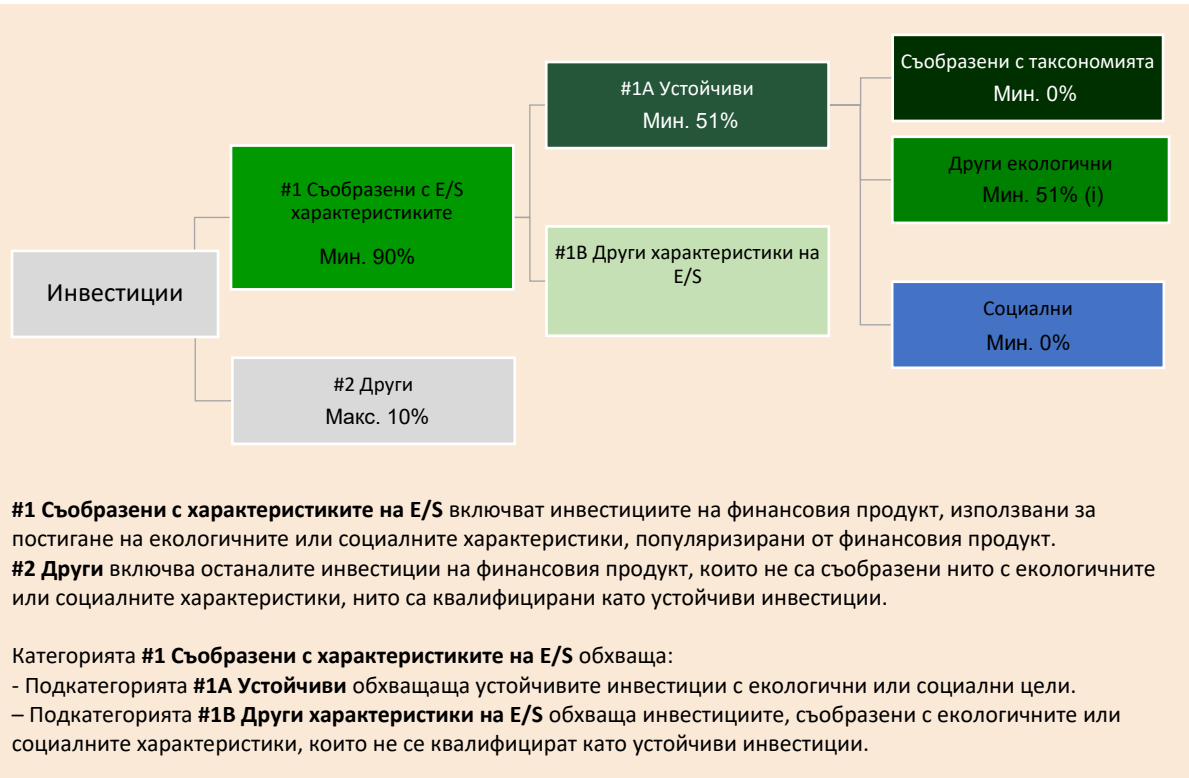 Инвестиции
#1 Съобразени с E/S
характеристиките
Мин. 90%
#2 Други
Макс. 10%
#1A Устойчиви
Мин. 51%
#1B Други характеристики на
E/S
Съобразени с таксономията
Мин. 0%
Други екологични
Мин. 51% (i)
Социални
Мин. 0%
#1 Съобразени с характеристиките на E/S включват инвестициите на финансовия продукт, използвани за
постигане на екологичните или социалните характеристики, популяризирани от финансовия продукт.
#2 Други включва останалите инвестиции на финансовия продукт, които не са съобразени нито с екологичните
или социалните характеристики, нито са квалифицирани като устойчиви инвестиции.
Категорията #1 Съобразени с характеристиките на E/S обхваща:
- Подкатегорията #1A Устойчиви обхващаща устойчивите инвестиции с екологични или социални цели.
– Подкатегорията #1B Други характеристики на E/S обхваща инвестициите, съобразени с екологичните или
социалните характеристики, които не се квалифицират като устойчиви инвестиции.